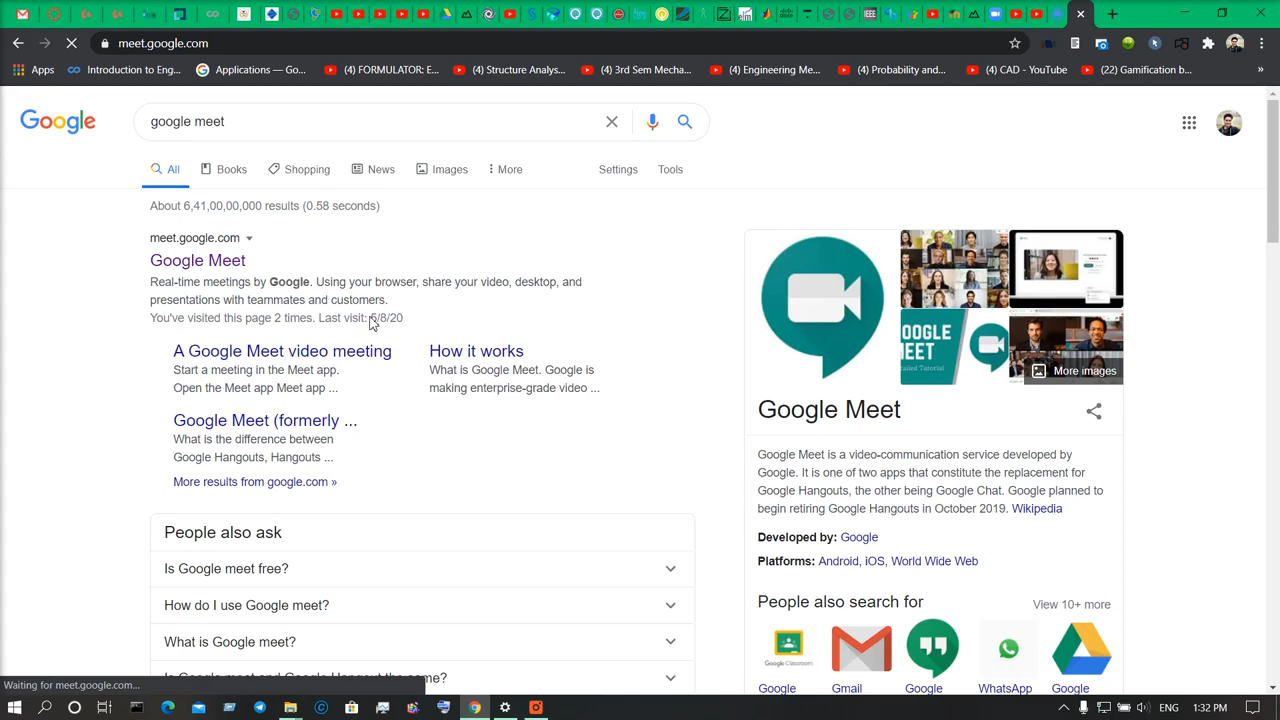 meet.google.com
Apps
Introduction to Eng...
Applications — Go...
(4) FORMULATOR: E...
(4) Structure Analys...
(4) 3rd Sem Mecha...
(4) Engineering Me...
(4) Probability and...
(4) CAD - YouTube
(22) Gamification b...
»
Google
google meet
All
Books
Shopping
News
Images
More
Settings
Tools
About 6,41,00,00,000 results (0.58 seconds)
meet.google.com
Google Meet
Real-time meetings by Google. Using your browser, share your video, desktop, and
presentations with teammates and customers.
You've visited this page 2 times. Last visit: 5/6/20
A Google Meet video meeting
Start a meeting in the Meet app.
Open the Meet app Meet app ...
How it works
What is Google Meet. Google is
making enterprise-grade video ...
Google Meet (formerly ...
What is the difference between
Google Hangouts, Hangouts ...
More results from google.com »
People also ask
Is Google meet free?
How do I use Google meet?
What is Google meet?
More images
Google Meet
Google Meet is a video-communication service developed by
Google. It is one of two apps that constitute the replacement for
Google Hangouts, the other being Google Chat. Google planned to
begin retiring Google Hangouts in October 2019. Wikipedia
Developed by: Google
Platforms: Android, iOS, World Wide Web
People also search for
View 10+ more
Google Classroom
Google
Gmail
Google
WhatsApp
Google
Waiting for meet.google.com...
ENG
1:32 PM